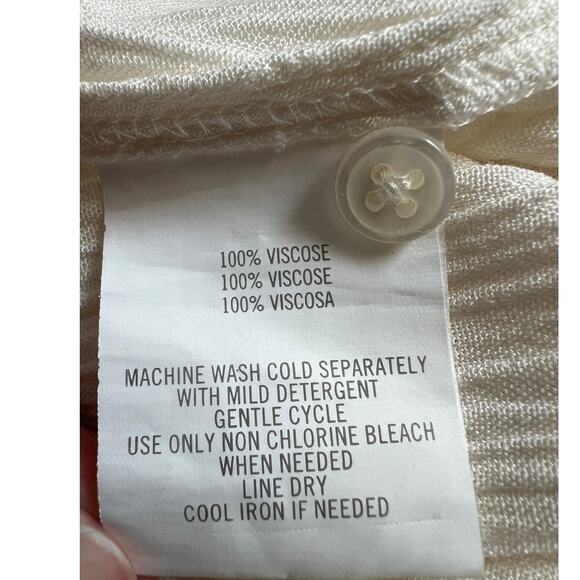 100% VISCOSE
100% VISCOSE
100% VISCOSA
MACHINE WASH COLD SEPARATELY
WITH MILD DETERGENT
GENTLE CYCLE
USE ONLY NON CHLORINE BLEACH
WHEN NEEDED
LINE DRY
COOL IRON IF NEEDED